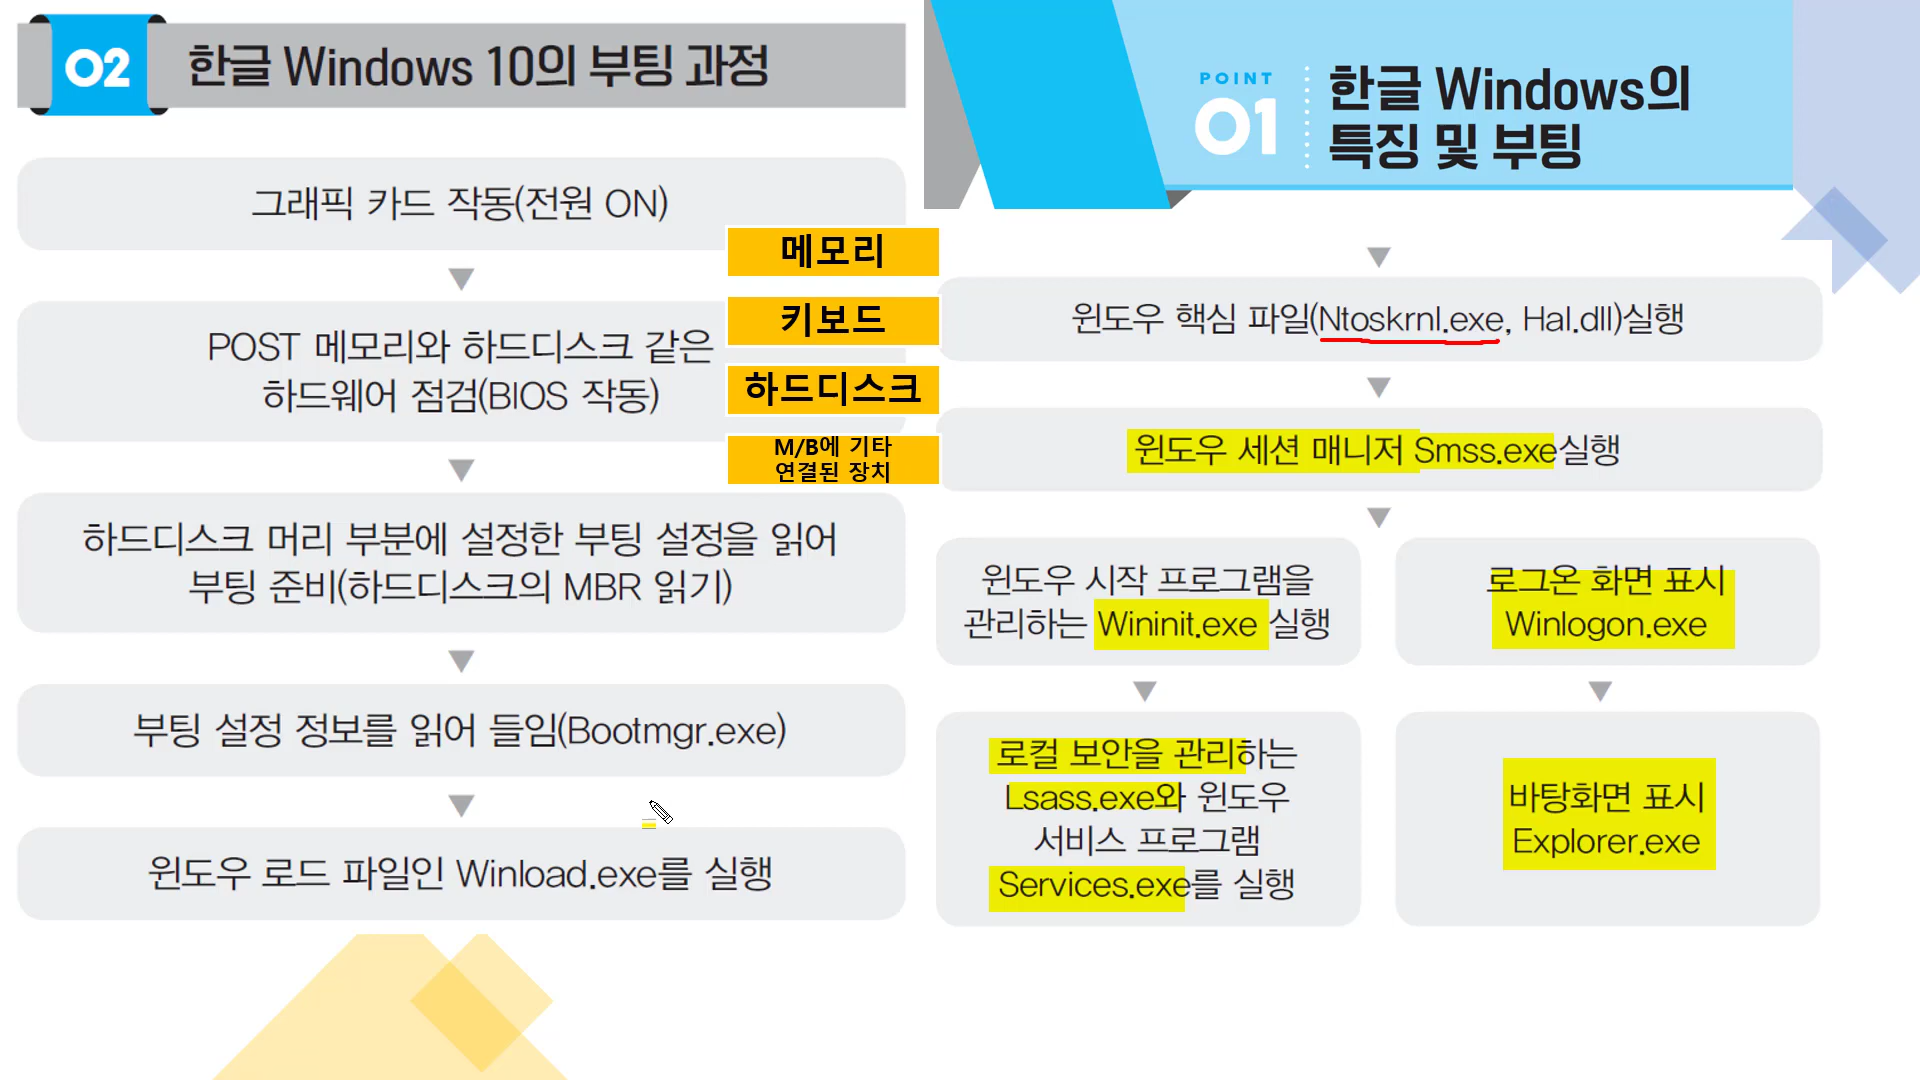 02 한글 Windows 10의 부팅 과정
그래픽 카드 작동(전원 ON)
POST 메모리와 하드디스크 같은
하드웨어 점검(BIOS 작동)
하드디스크 머리 부분에 설정한 부팅 설정을 읽어
부팅 준비(하드디스크의 MBR 읽기)
부팅 설정 정보를 읽어 들임(Bootmgr.exe)
윈도우 로드 파일인 Winload.exe를 실행
메모리
키보드
하드디스크
M/B에 기타
연결된 장치
POINT
01
한글 Windows의
특징 및 부팅
윈도우 핵심 파일(Ntoskrnl.exe, Hal.dll)실행
윈도우 세션 매니저 Smss.exe실행
윈도우 시작 프로그램을
관리하는 Wininit.exe 실행
로그온 화면 표시
Winlogon.exe
로컬 보안을 관리하는
Lsass.exe와 윈도우
서비스 프로그램
Services.exe를 실행
바탕화면 표시
Explorer.exe